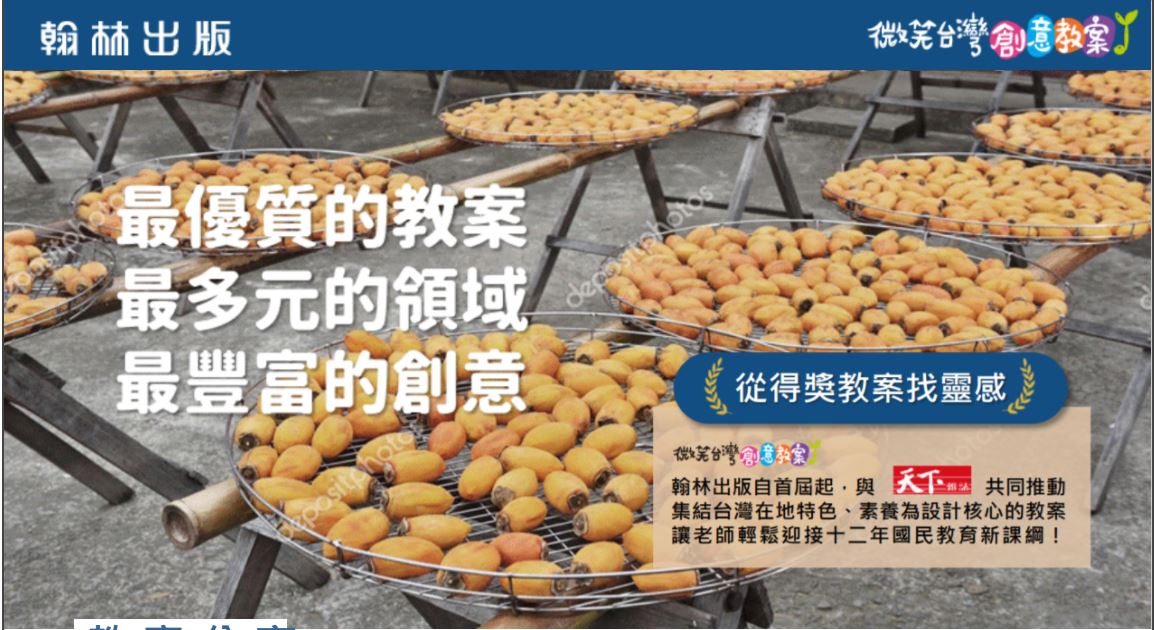 翰林出版
微笑台灣創意教案
最優質的教案
最多元的領域
最豐富的創意
從得獎教案找靈感
微笑台灣創意教案
翰林出版自首屆起，與 天下雜誌 共同推動
集結台灣在地特色、素養為設計核心的教案
讓老師輕鬆迎接十二年國民教育新課綱！
depositphotos
depositphotos
depositphotos
depositphotos